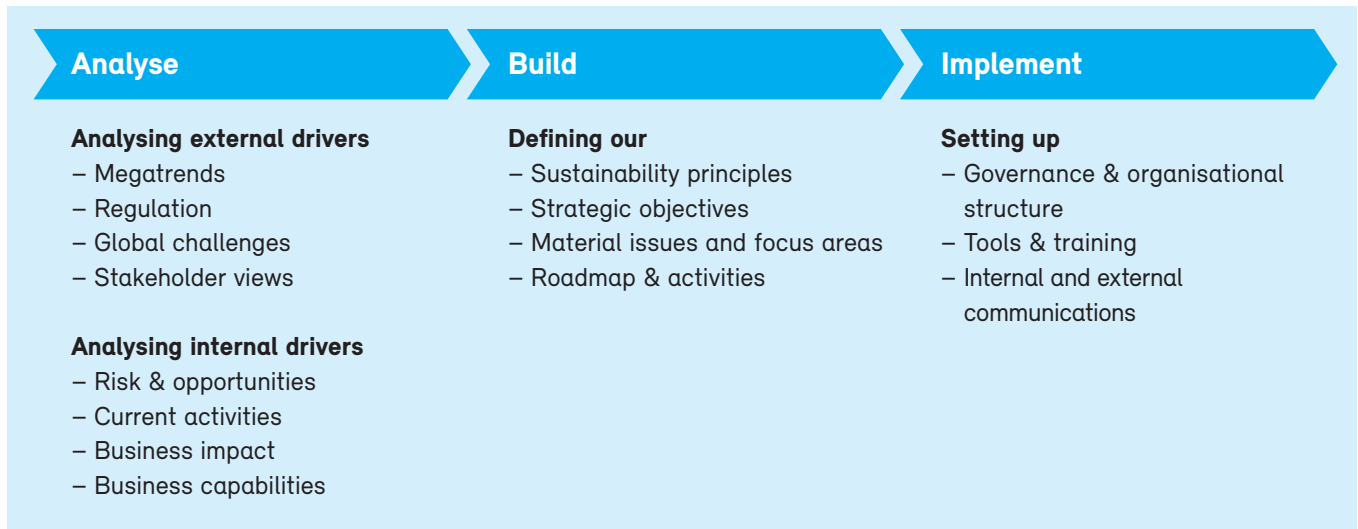 Analyse
Analysing external drivers
– Megatrends
– Regulation
– Global challenges
– Stakeholder views
Analysing internal drivers
– Risk & opportunities
– Current activities
– Business impact
– Business capabilities
Build
Defining our
– Sustainability principles
– Strategic objectives
– Material issues and focus areas
– Roadmap & activities
Implement
Setting up
– Governance & organisational
structure
– Tools & training
– Internal and external
communications